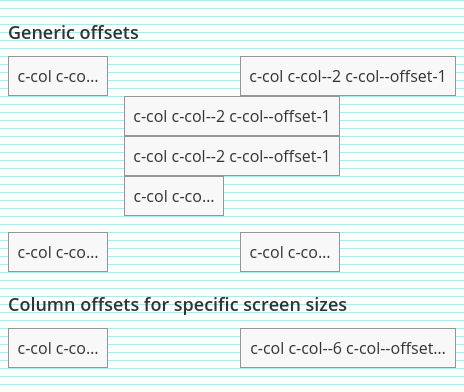 Generic offsets
c-col c-co... c-col c-col--2 c-col--offset-1
c-col c-col--2 c-col--offset-1
c-col c-col--2 c-col--offset-1
c-col c-co...
c-col c-co... c-col c-co...
Column offsets for specific screen sizes
c-col c-co... c-col c-col--6 c-col--offset...